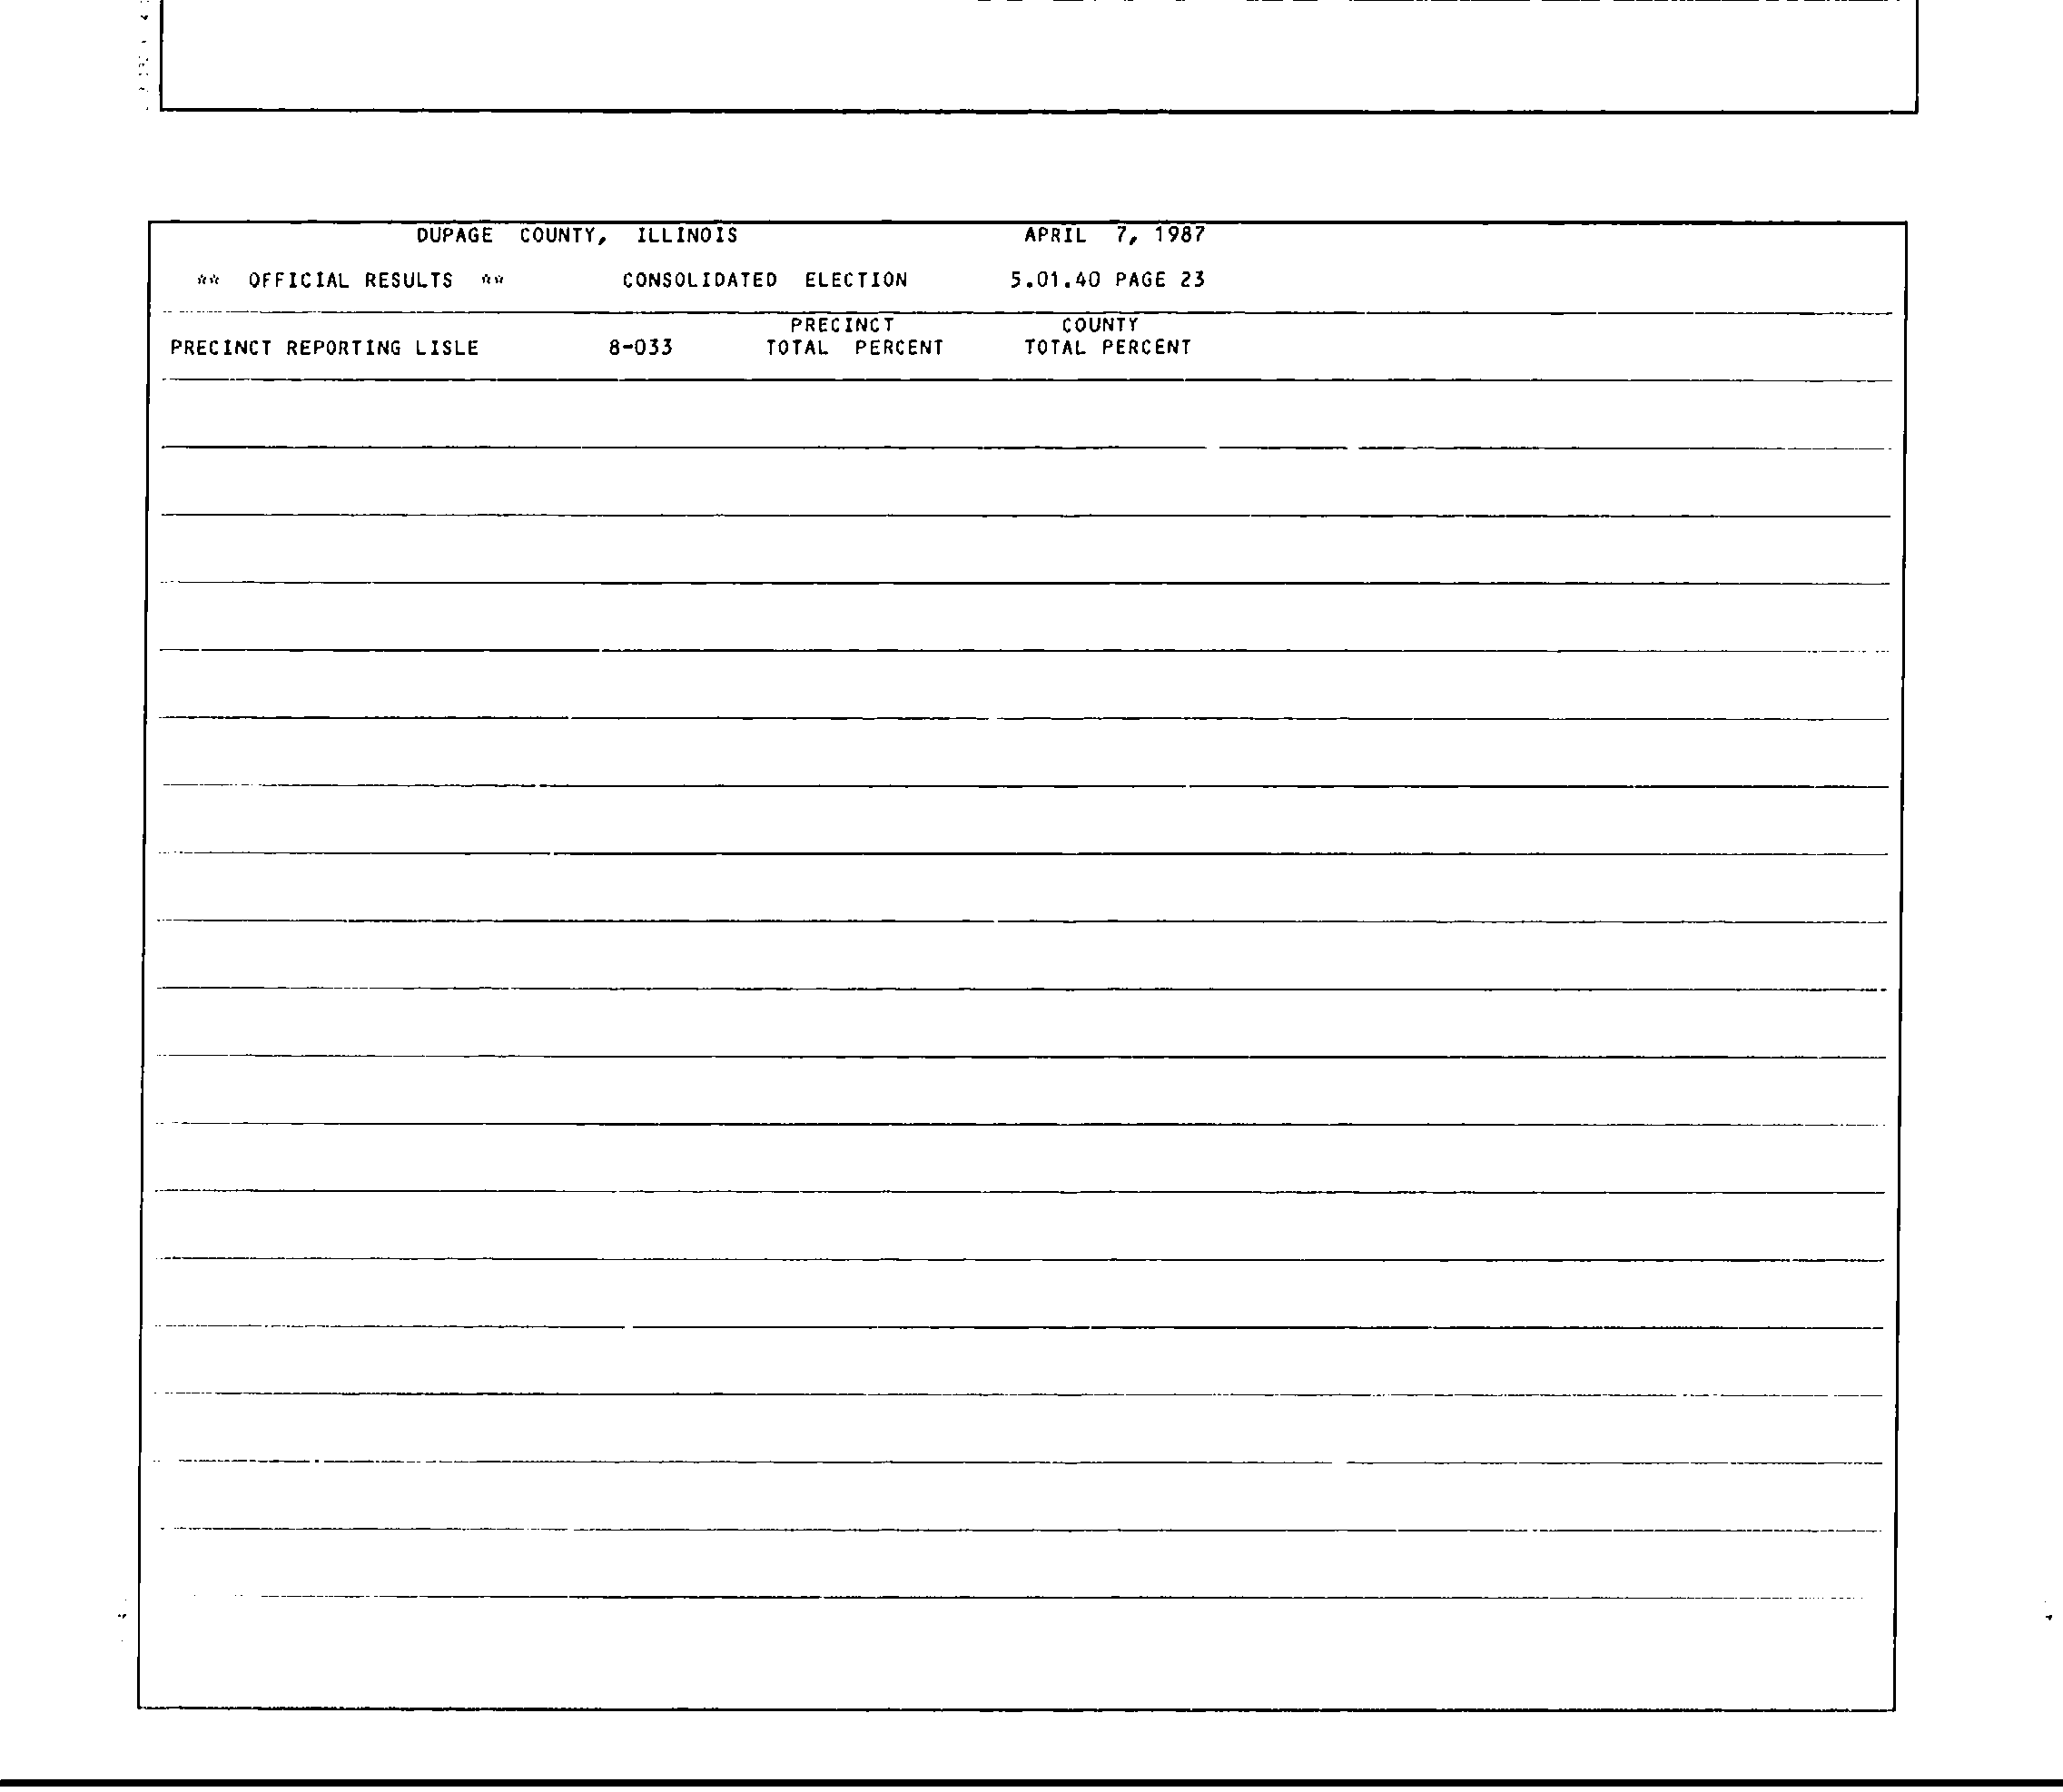 DUPAGE COUNTY, ILLINOIS APRIL 7, 1987
** OFFICIAL RESULTS ** CONSOLIDATED ELECTION 5.01.40 PAGE 23
PRECINCT COUNTY
PRECINCT REPORTING LISLE 8-033 TOTAL PERCENT TOTAL PERCENT